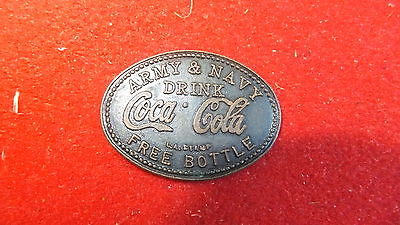 ARMY & NAVY
DRINK
Coca·Cola
FREE BOTTLE